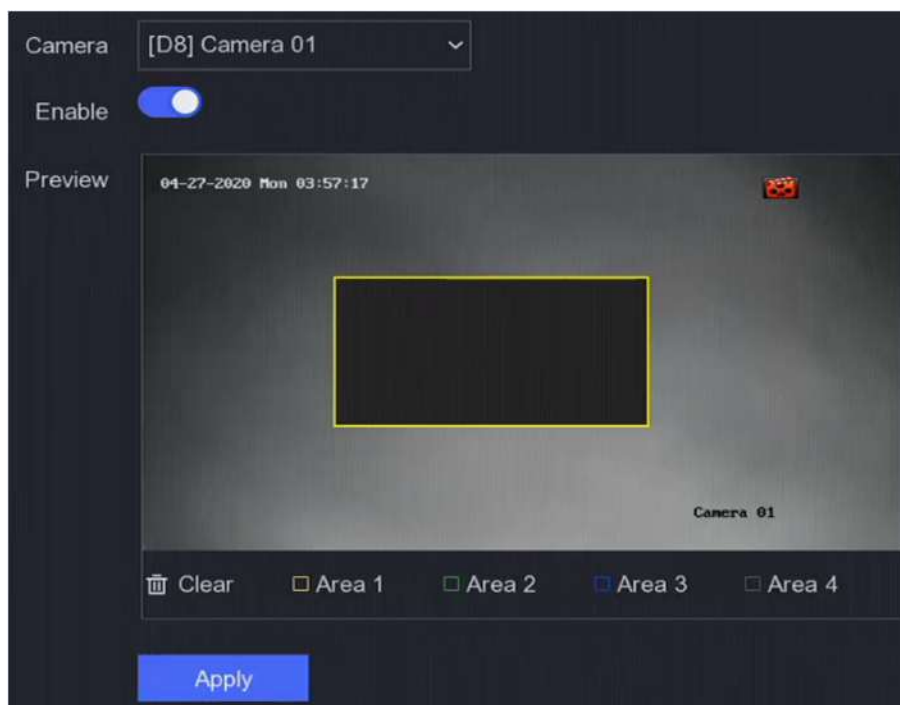 Camera [D8] Camera 01
Enable
Preview
04-27-2020 Mon 03:57:17
Camera 01
Clear Area 1 Area 2 Area 3 Area 4
Apply